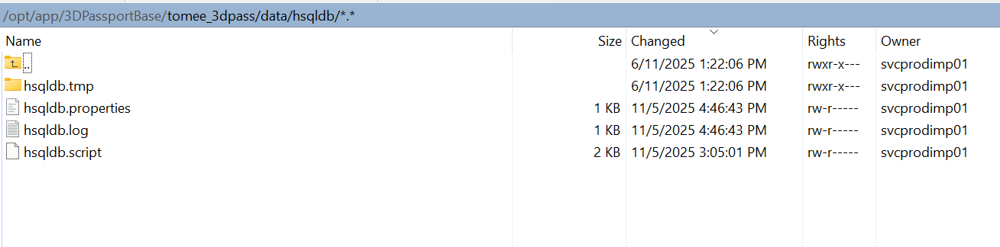 /opt/app/3DPassportBase/tomee_3dpass/data/hsqldb/*.*
Name Size Changed Rights Owner
.. 6/11/2025 1:22:06 PM rwxr-x--- svcprodimp01
hsqldb.tmp 6/11/2025 1:22:06 PM rwxr-x--- svcprodimp01
hsqldb.properties 1 KB 11/5/2025 4:46:43 PM rw-r----- svcprodimp01
hsqldb.log 1 KB 11/5/2025 4:46:43 PM rw-r----- svcprodimp01
hsqldb.script 2 KB 11/5/2025 3:05:01 PM rw-r----- svcprodimp01